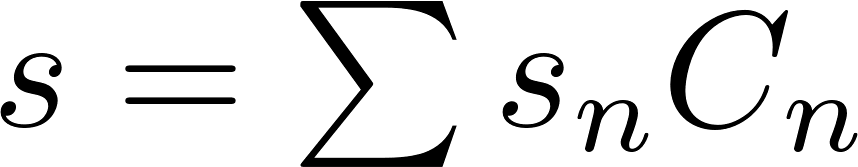 s = ∑ sₙCₙ